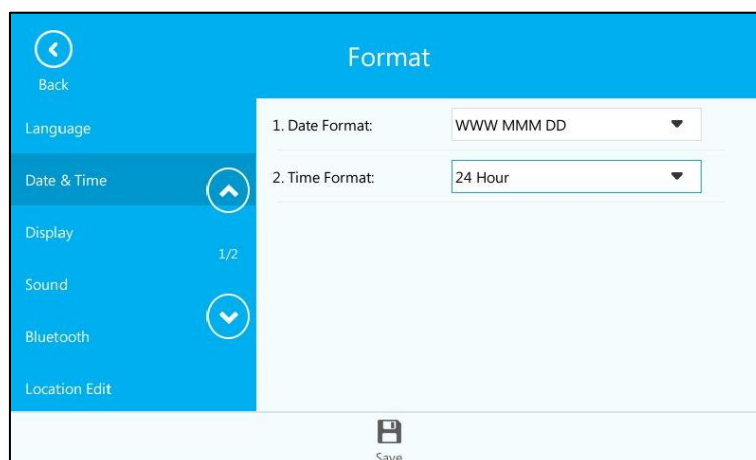 Format
Back
Language
Date & Time
Display
1/2
Sound
Bluetooth
Location Edit
1. Date Format: WWW MMM DD
2. Time Format: 24 Hour
Save